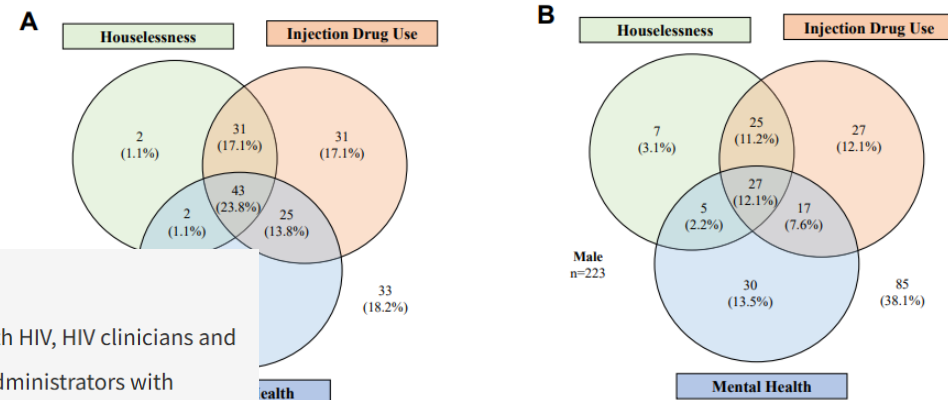 A
Houselessness
Injection Drug Use
2
(1.1%)
31
(17.1%)
31
(17.1%)
43
(23.8%)
2
(1.1%)
25
(13.8%)
33
(18.2%)
HIV, HIV clinicians and
with
B
Houselessness
Injection Drug Use
7
(3.1%)
25
(11.2%)
27
(12.1%)
27
(12.1%)
5
(2.2%)
17
(7.6%)
Male
n=223
30
(13.5%)
85
(38.1%)
Mental Health